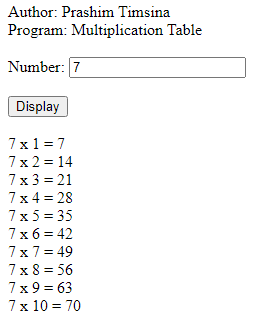 Author: Prashim Timsina
Program: Multiplication Table
Number: 7
Display
7 x 1 = 7
7 x 2 = 14
7 x 3 = 21
7 x 4 = 28
7 x 5 = 35
7 x 6 = 42
7 x 7 = 49
7 x 8 = 56
7 x 9 = 63
7 x 10 = 70